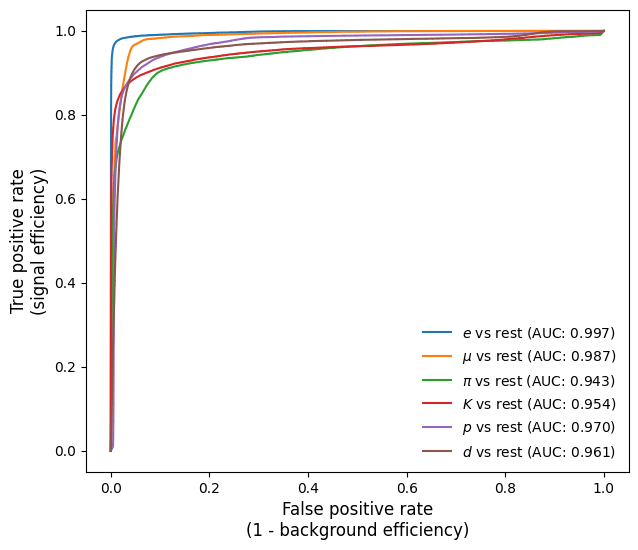 1.0
0.8
0.6
0.4
0.2
0.0
True positive rate
(signal efficiency)
e vs rest (AUC: 0.997)
μ vs rest (AUC: 0.987)
π vs rest (AUC: 0.943)
K vs rest (AUC: 0.954)
p vs rest (AUC: 0.970)
d vs rest (AUC: 0.961)
0.0 0.2 0.4 0.6 0.8 1.0
False positive rate
(1 - background efficiency)